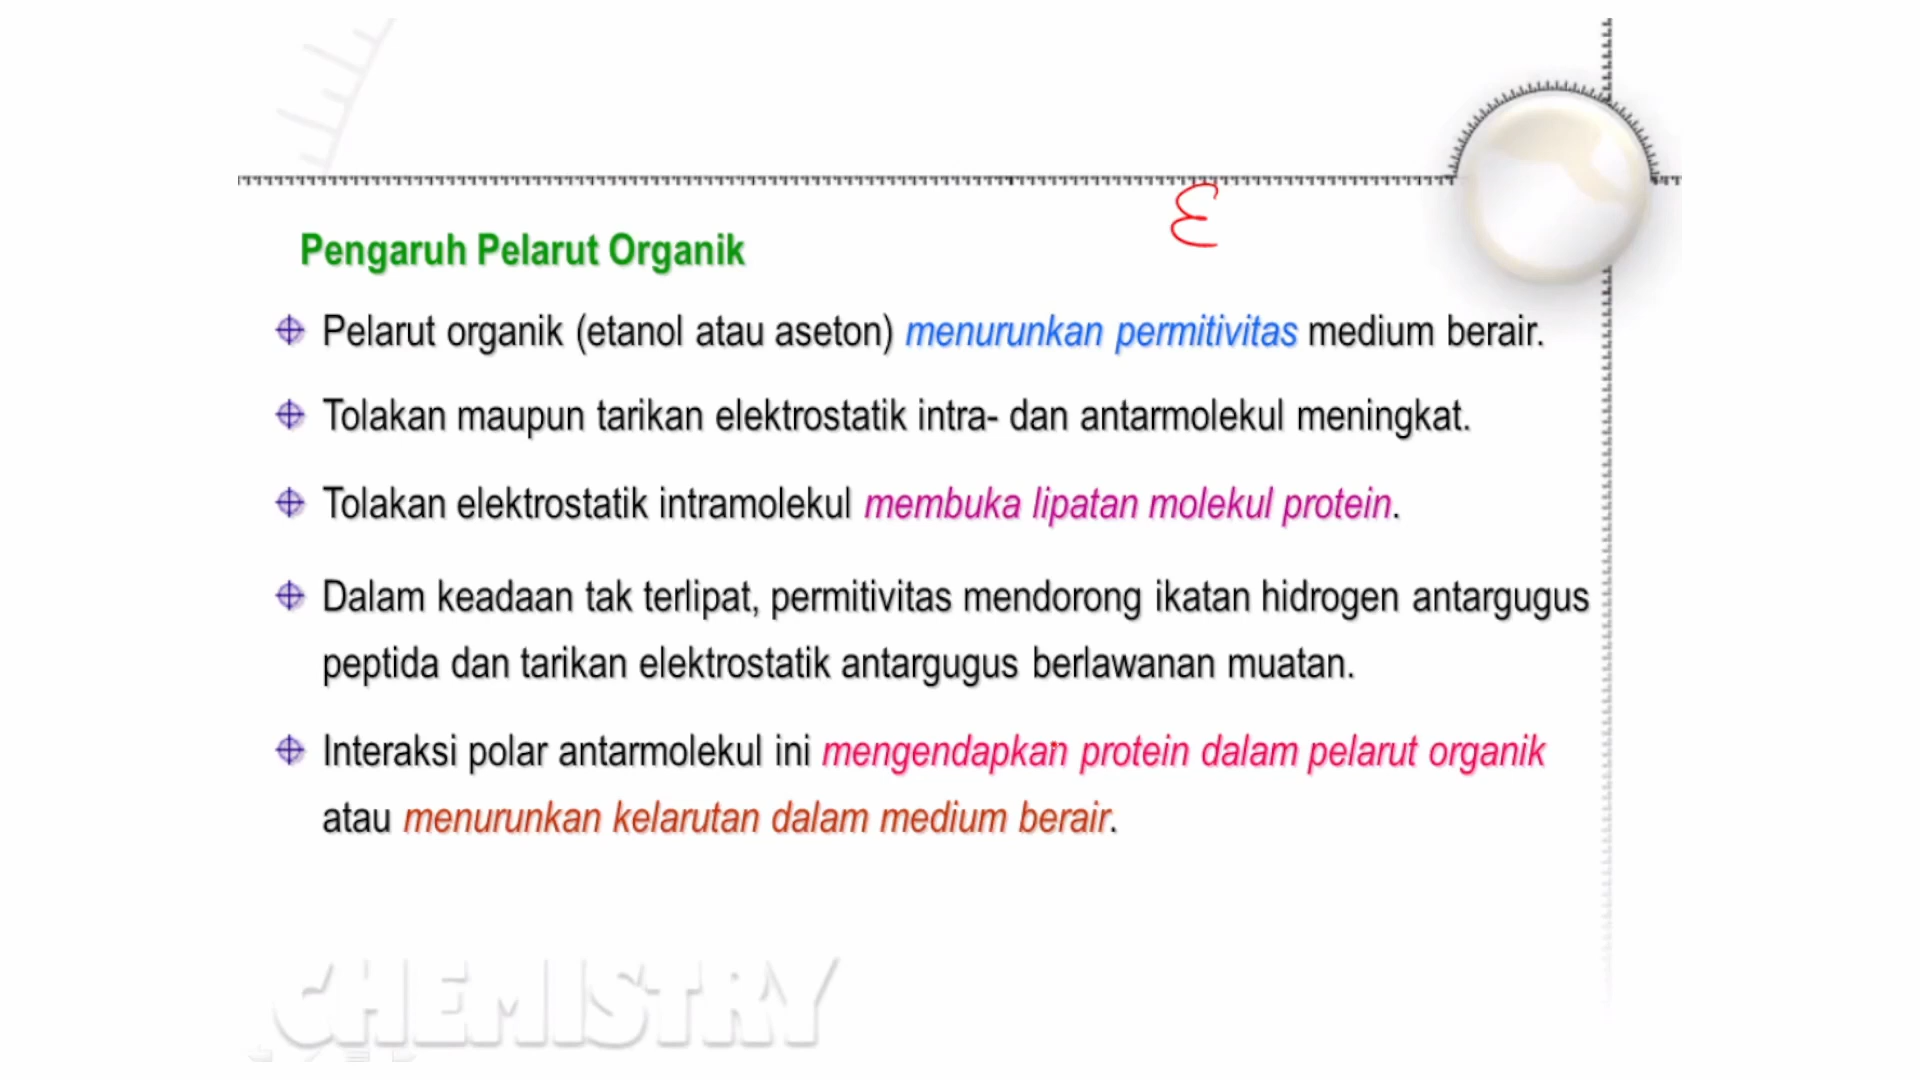 ε
Pengaruh Pelarut Organik
Pelarut organik (etanol atau aseton) menurunkan permitivitas medium berair.
Tolakan maupun tarikan elektrostatik intra- dan antarmolekul meningkat.
Tolakan elektrostatik intramolekul membuka lipatan molekul protein.
Dalam keadaan tak terlipat, permitivitas mendorong ikatan hidrogen antargugus
peptida dan tarikan elektrostatik antargugus berlawanan muatan.
Interaksi polar antarmolekul ini mengendapkan protein dalam pelarut organik
atau menurunkan kelarutan dalam medium berair.
CHEMISTRY